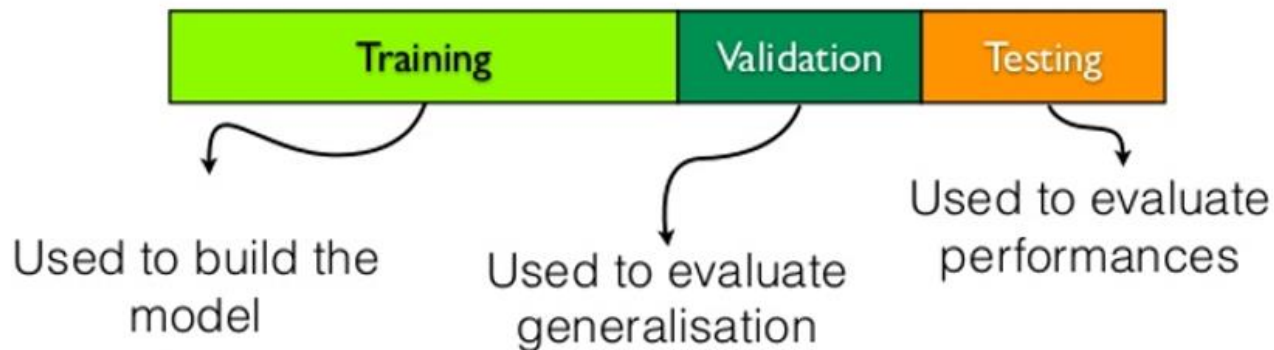 Training
Validation
Testing
Used to build the
model
Used to evaluate
generalisation
Used to evaluate
performances